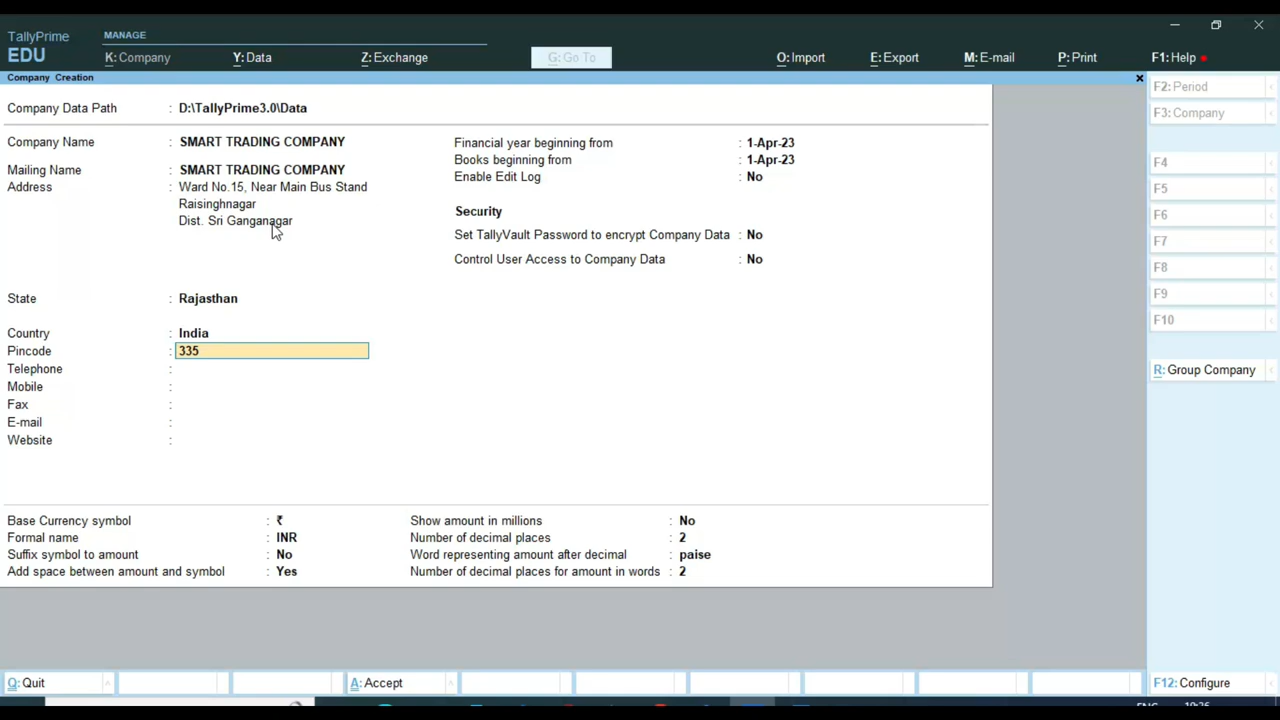 TallyPrime
EDU
MANAGE
K: Company
Y: Data
Z: Exchange
G: Go To
O: Import
E: Export
M: E-mail
P: Print
F1: Help
Company Creation
Company Data Path : D:\TallyPrime3.0\Data
Company Name : SMART TRADING COMPANY
Mailing Name : SMART TRADING COMPANY
Address : Ward No.15, Near Main Bus Stand
Raisinghnagar
Dist. Sri Ganganagar
State : Rajasthan
Country : India
Pincode : 335
Telephone :
Mobile :
Fax :
E-mail :
Website :
Financial year beginning from : 1-Apr-23
Books beginning from : 1-Apr-23
Enable Edit Log : No
Security
Set TallyVault Password to encrypt Company Data : No
Control User Access to Company Data : No
Base Currency symbol : ₹
Formal name : INR
Suffix symbol to amount : No
Add space between amount and symbol : Yes
Show amount in millions : No
Number of decimal places : 2
Word representing amount after decimal : paise
Number of decimal places for amount in words : 2
F2: Period
F3: Company
F4
F5
F6
F7
F8
F9
F10
R: Group Company
Q: Quit
A: Accept
F12: Configure